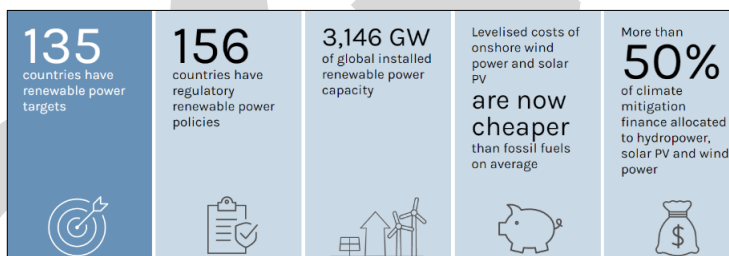 135
countries have
renewable power
targets
156
countries have
regulatory
renewable power
policies
3,146 GW
of global installed
renewable power
capacity
Levelised costs of
onshore wind
power and solar
PV
are now
cheaper
than fossil fuels
on average
More than
50%
of climate
mitigation
finance allocated
to hydropower,
solar PV and wind
power
$